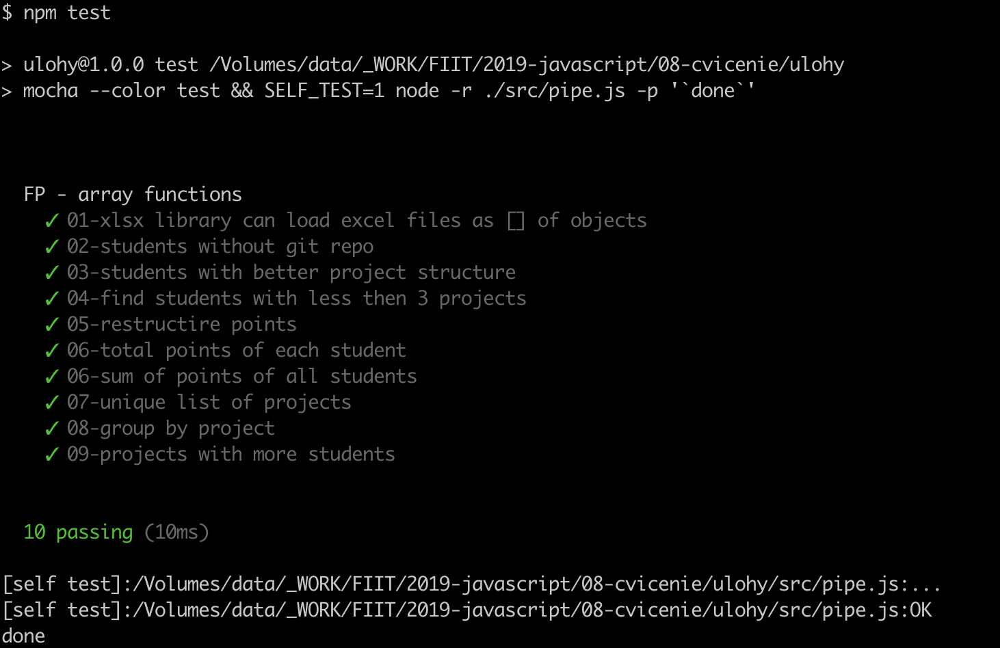 $ npm test
> ulohy@1.0.0 test /Volumes/data/_WORK/FIIT/2019-javascript/08-cvicenie/ulohy
> mocha --color test && SELF_TEST=1 node -r ./src/pipe.js -p '`done`'
FP - array functions
✓ 01-xlsx library can load excel files as [] of objects
✓ 02-students without git repo
✓ 03-students with better project structure
✓ 04-find students with less then 3 projects
✓ 05-restructire points
✓ 06-total points of each student
✓ 06-sum of points of all students
✓ 07-unique list of projects
✓ 08-group by project
✓ 09-projects with more students
10 passing (10ms)
[self test]:/Volumes/data/_WORK/FIIT/2019-javascript/08-cvicenie/ulohy/src/pipe.js:...
[self test]:/Volumes/data/_WORK/FIIT/2019-javascript/08-cvicenie/ulohy/src/pipe.js:OK
done